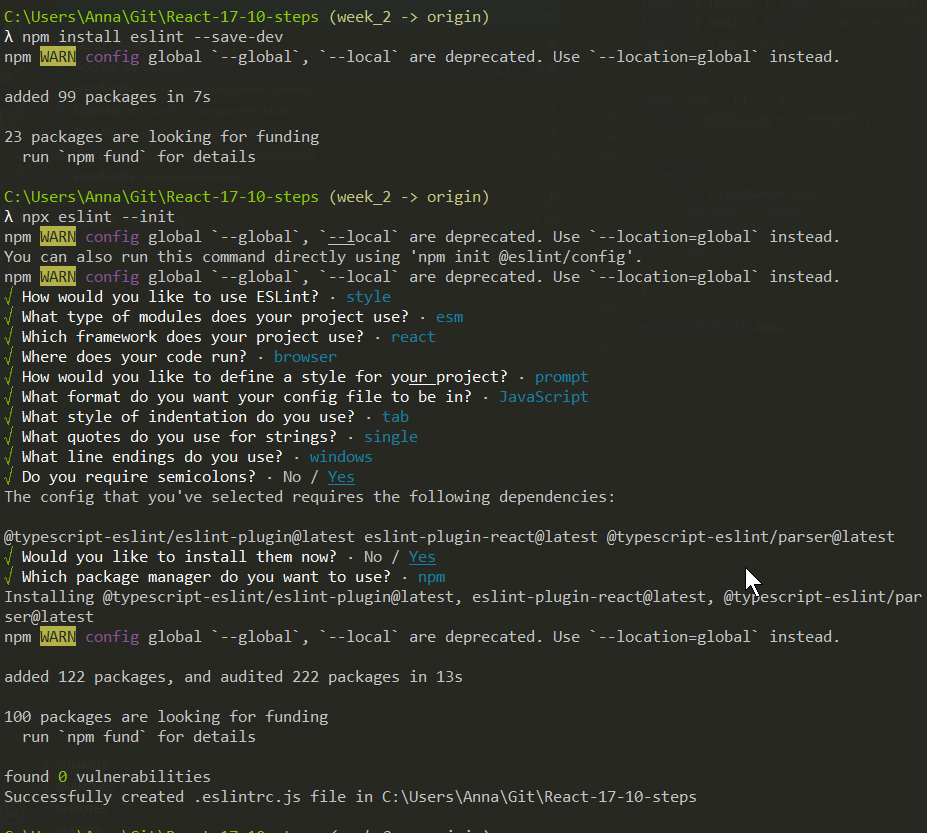 C:\Users\Anna\Git\React-17-10-steps (week_2 -> origin)
λ npm install eslint --save-dev
npm WARN config global `--global`, `--local` are deprecated. Use `--location=global` instead.
added 99 packages in 7s
23 packages are looking for funding
  run `npm fund` for details
C:\Users\Anna\Git\React-17-10-steps (week_2 -> origin)
λ npx eslint --init
npm WARN config global `--global`, `--local` are deprecated. Use `--location=global` instead.
You can also run this command directly using 'npm init @eslint/config'.
npm WARN config global `--global`, `--local` are deprecated. Use `--location=global` instead.
√ How would you like to use ESLint? · style
√ What type of modules does your project use? · esm
√ Which framework does your project use? · react
√ Where does your code run? · browser
√ How would you like to define a style for your project? · prompt
√ What format do you want your config file to be in? · JavaScript
√ What style of indentation do you use? · tab
√ What quotes do you use for strings? · single
√ What line endings do you use? · windows
√ Do you require semicolons? · No / Yes
The config that you've selected requires the following dependencies:
@typescript-eslint/eslint-plugin@latest eslint-plugin-react@latest @typescript-eslint/parser@latest
√ Would you like to install them now? · No / Yes
√ Which package manager do you want to use? · npm
Installing @typescript-eslint/eslint-plugin@latest, eslint-plugin-react@latest, @typescript-eslint/par
ser@latest
npm WARN config global `--global`, `--local` are deprecated. Use `--location=global` instead.
added 122 packages, and audited 222 packages in 13s
100 packages are looking for funding
  run `npm fund` for details
found 0 vulnerabilities
Successfully created .eslintrc.js file in C:\Users\Anna\Git\React-17-10-steps